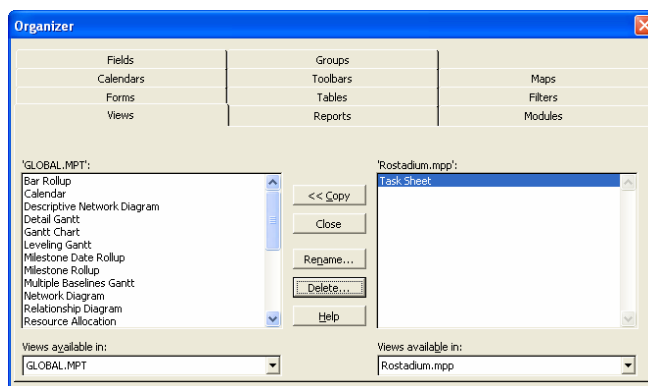 Organizer
Fields Groups
Calendars Toolbars Maps
Forms Tables Filters
Views Reports Modules
'GLOBAL.MPT': 'Rostadium.mpp':
Bar Rollup
Calendar
Descriptive Network Diagram
Detail Gantt
Gantt Chart
Leveling Gantt
Milestone Date Rollup
Milestone Rollup
Multiple Baselines Gantt
Network Diagram
Relationship Diagram
Resource Allocation
<< Copy
Close
Rename...
Delete...
Help
Task Sheet
Views available in: Views available in:
GLOBAL.MPT Rostadium.mpp